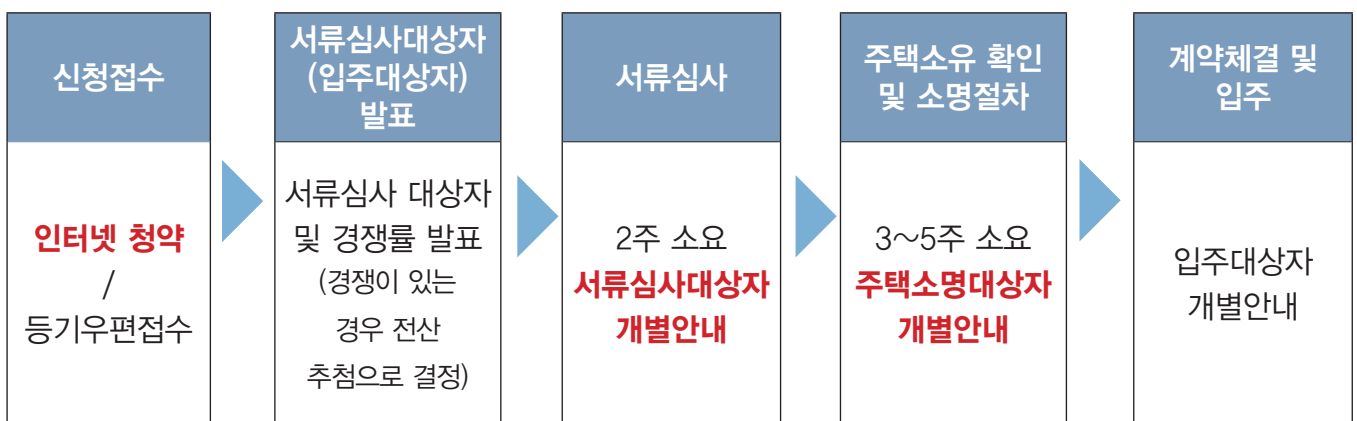 신청접수
인터넷 청약
/
등기우편접수
서류심사대상자
(입주대상자)
발표
서류심사 대상자
및 경쟁률 발표
(경쟁이 있는
경우 전산
추첨으로 결정)
서류심사
2주 소요
서류심사대상자
개별안내
주택소유 확인
및 소명절차
3~5주 소요
주택소명대상자
개별안내
계약체결 및
입주
입주대상자
개별안내